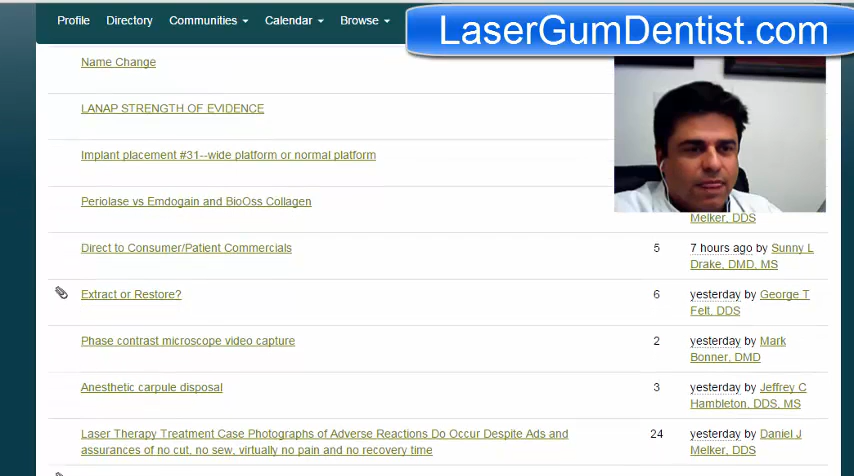 Profile Directory Communities Calendar Browse
LaserGumDentist.com
Name Change
LANAP STRENGTH OF EVIDENCE
Implant placement #31--wide platform or normal platform
Periolase vs Emdogain and BioOss Collagen
Melker, DDS
Direct to Consumer/Patient Commercials 5 7 hours ago by Sunny L
Drake, DMD, MS
Extract or Restore? 6 yesterday by George T
Felt, DDS
Phase contrast microscope video capture 2 yesterday by Mark
Bonner, DMD
Anesthetic carpule disposal 3 yesterday by Jeffrey C
Hambleton, DDS, MS
Laser Therapy Treatment Case Photographs of Adverse Reactions Do Occur Despite Ads and 24 yesterday by Daniel J
assurances of no cut, no sew, virtually no pain and no recovery time Melker, DDS